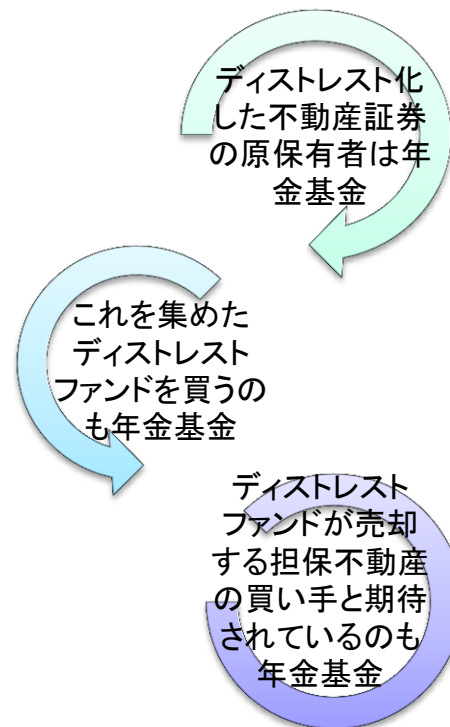 ディストレスト化
した不動産証券
の原保有者は年
金基金
これを集めた
ディストレスト
ファンドを買うの
も年金基金
ディストレスト
ファンドが売却
する担保不動産
の買い手と期待
されているのも
年金基金